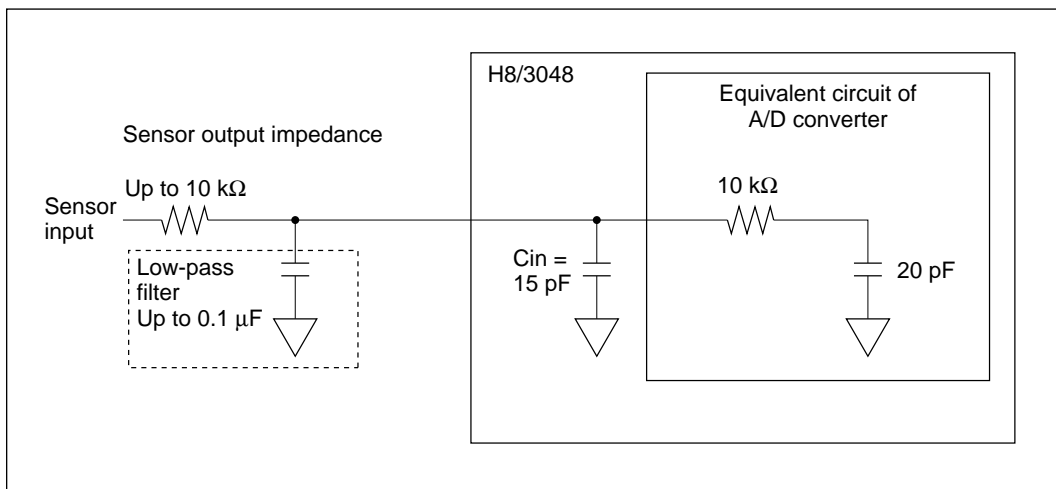 H8/3048
Equivalent circuit of
A/D converter
Sensor output impedance
Up to 10 kΩ
10 kΩ
Sensor
input
Low-pass
filter
Up to 0.1 μF
Cin =
15 pF
20 pF